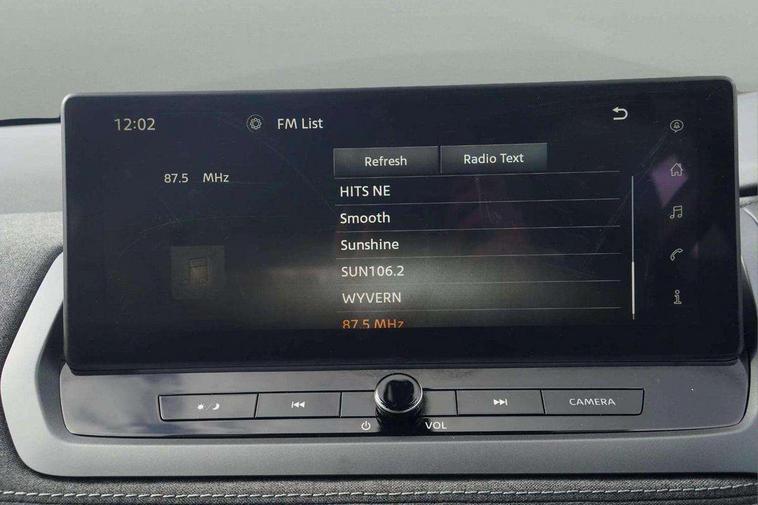 12:02 FM List
Refresh Radio Text
87.5 MHz
HITS NE
Smooth
Sunshine
SUN106.2
WYVERN
87.5 MHz
CAMERA
VOL